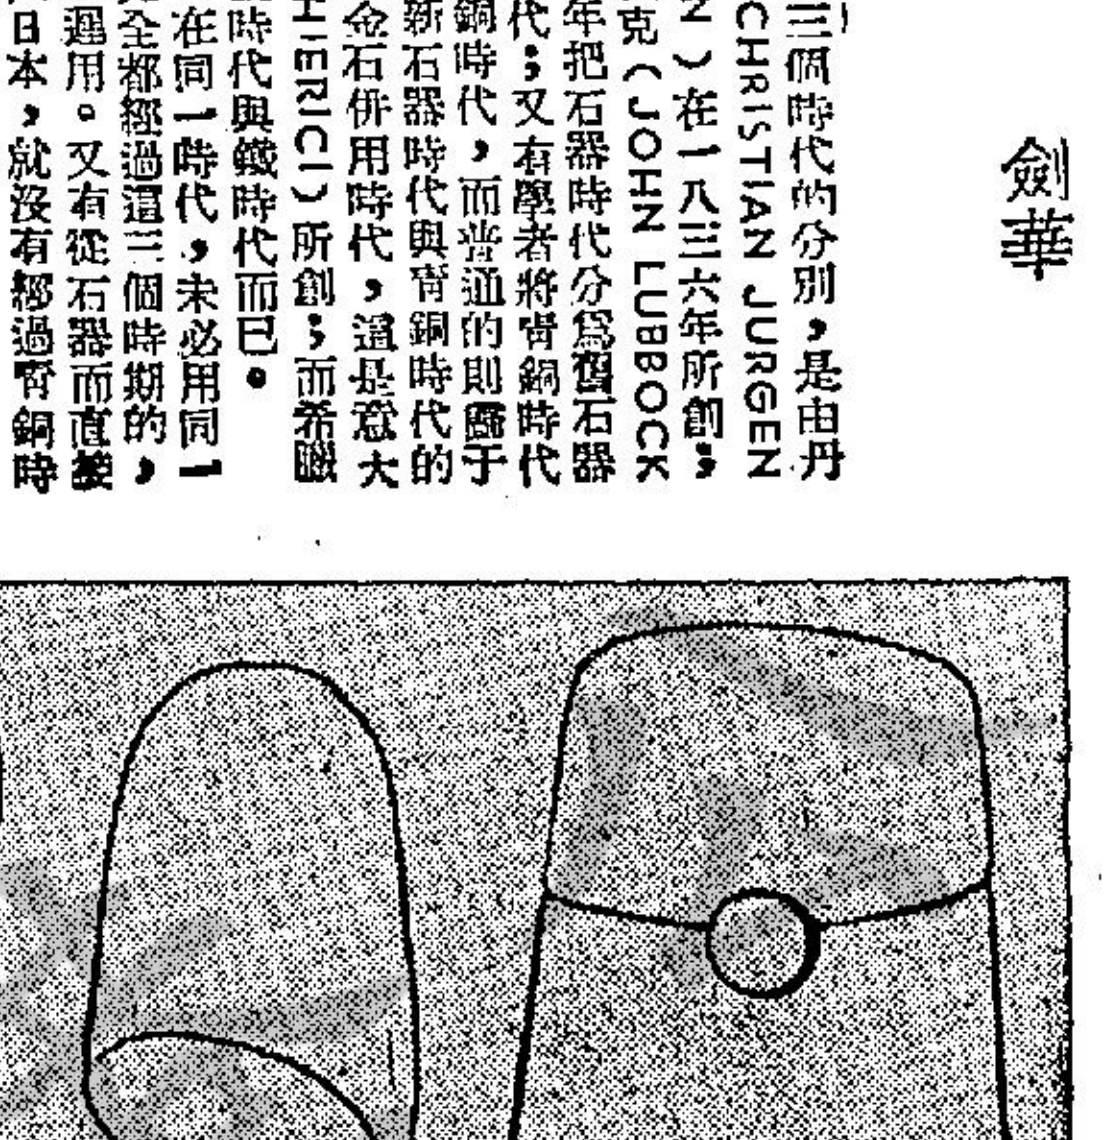 劍華
三個時代的分別，是由丹
CHRISTIAN JURGEN
N）在一八三六年所創；
克（JOHN LUBBOCK
年把石器時代分爲舊石器
代；又有學者將靑銅時代
銅時代，而普通的則屬于
新石器時代與靑銅時代的
金石併用時代，這是意大
HIERICI）所創；而希臘
時代與鐵時代而已。
在同一時代，未必用同一
全都經過這三個時期的，
運用。又有從石器而直接
日本，就沒有經過靑銅時